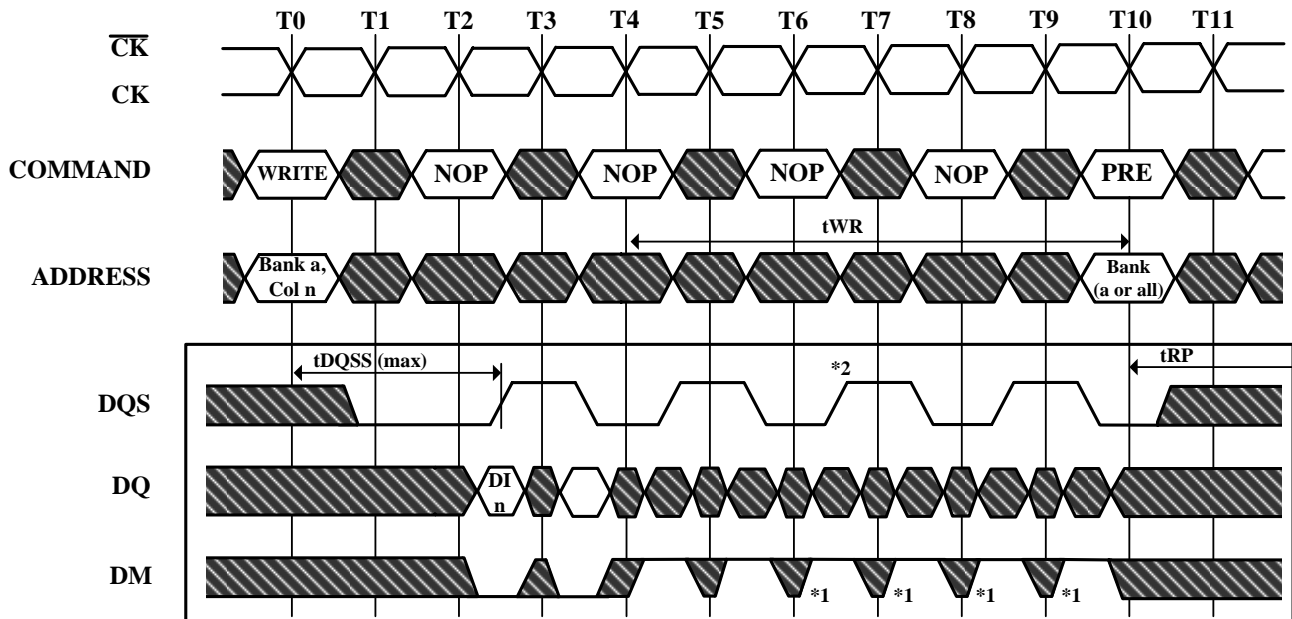 T0 T1 T2 T3 T4 T5 T6 T7 T8 T9 T10 T11
CK
CK
COMMAND WRITE NOP NOP NOP NOP PRE
tWR
ADDRESS Bank a, Col n Bank (a or all)
tDQSS (max) *2 tRP
DQS
DQ DI n
DM *1 *1 *1 *1